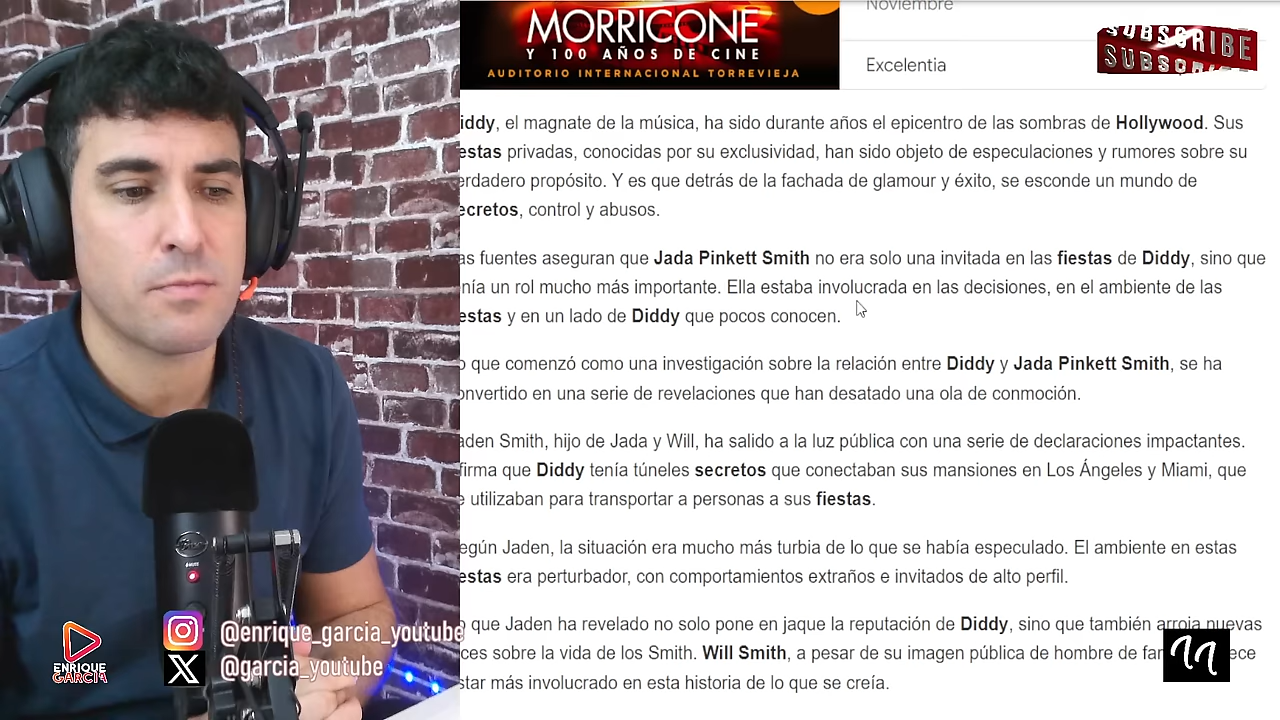 MORRICONE
Y 100 AÑOS DE CINE
AUDITORIO INTERNACIONAL TORREVIEJA
Noviembre
Excelentia
SUBSCRIBE
SUBSCRIBE
iddy, el magnate de la música, ha sido durante años el epicentro de las sombras de Hollywood. Sus
estas privadas, conocidas por su exclusividad, han sido objeto de especulaciones y rumores sobre su
erdadero propósito. Y es que detrás de la fachada de glamour y éxito, se esconde un mundo de
ecretos, control y abusos.
as fuentes aseguran que Jada Pinkett Smith no era solo una invitada en las fiestas de Diddy, sino que
nía un rol mucho más importante. Ella estaba involucrada en las decisiones, en el ambiente de las
estas y en un lado de Diddy que pocos conocen.
o que comenzó como una investigación sobre la relación entre Diddy y Jada Pinkett Smith, se ha
onvertido en una serie de revelaciones que han desatado una ola de conmoción.
aden Smith, hijo de Jada y Will, ha salido a la luz pública con una serie de declaraciones impactantes.
firma que Diddy tenía túneles secretos que conectaban sus mansiones en Los Ángeles y Miami, que
e utilizaban para transportar a personas a sus fiestas.
egún Jaden, la situación era mucho más turbia de lo que se había especulado. El ambiente en estas
estas era perturbador, con comportamientos extraños e invitados de alto perfil.
o que Jaden ha revelado no solo pone en jaque la reputación de Diddy, sino que también arroja nuevas
ces sobre la vida de los Smith. Will Smith, a pesar de su imagen pública de hombre de fam ece
star más involucrado en esta historia de lo que se creía.
@enrique_garcia_youtube
@garcia_youtube
ENRIQUE
GARCIA